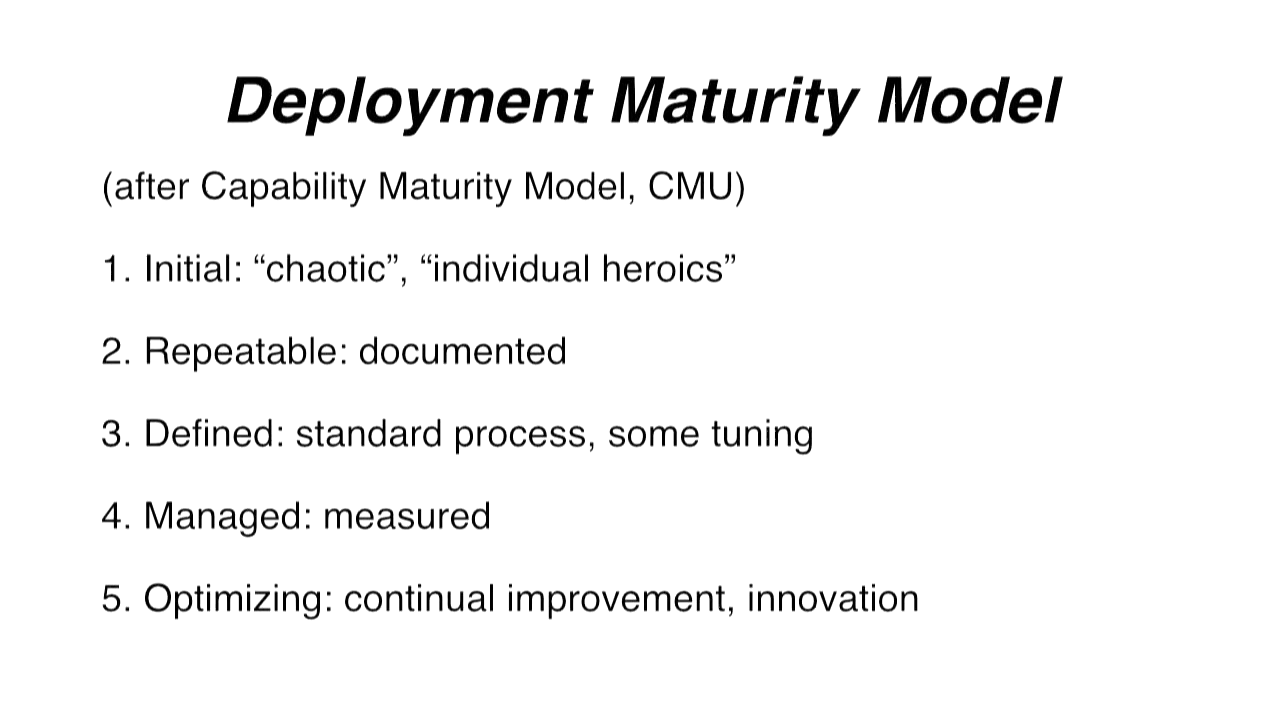 Deployment Maturity Model
(after Capability Maturity Model, CMU)
1. Initial: “chaotic”, “individual heroics”
2. Repeatable: documented
3. Defined: standard process, some tuning
4. Managed: measured
5. Optimizing: continual improvement, innovation